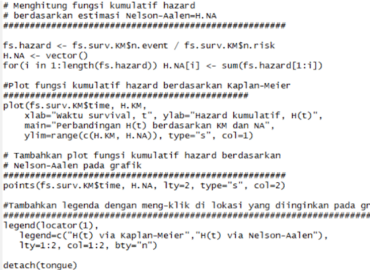 # Menghitung fungsi kumulatif hazard
# berdasarkan estimasi Nelson-Aalen=H.NA
##################################################
fs.hazard <- fs.surv.KM$n.event / fs.surv.KM$n.risk
H.NA <- vector()
for(i in 1:length(fs.hazard)) H.NA[i] <- sum(fs.hazard[1:i])
#Plot fungsi kumulatif hazard berdasarkan Kaplan-Meier
###########################################
plot(fs.surv.KM$time, H.KM,
xlab="Waktu survival, t", ylab="Hazard kumulatif, H(t)",
main="Perbandingan H(t) berdasarkan KM dan NA",
ylim=range(c(H.KM, H.NA)), type="s", col=1)
# Tambahkan plot fungsi kumulatif hazard berdasarkan
# Nelson-Aalen pada grafik
##################################################
points(fs.surv.KM$time, H.NA, lty=2, type="s", col=2)
#Tambahkan legenda dengan meng-klik di lokasi yang diinginkan pada gr
#################################################################
legend(locator(1),
legend=c("H(t) via Kaplan-Meier","H(t) via Nelson-Aalen"),
lty=1:2, col=1:2, bty="n")
detach(tongue)